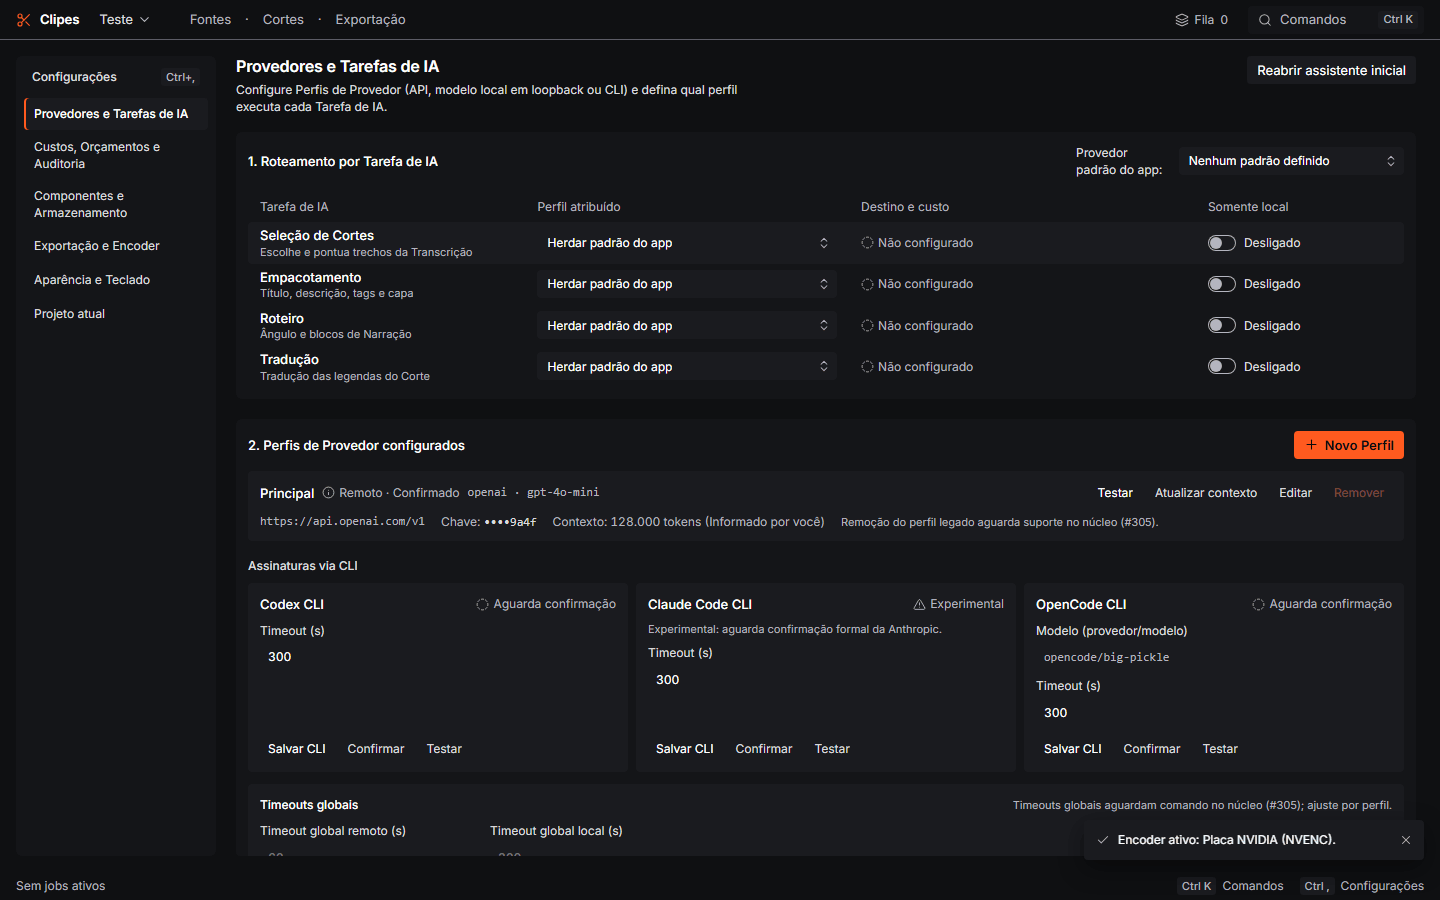 Clipes
Teste
Fontes · Cortes · Exportação
Fila 0
Comandos
Ctrl K
Configurações
Ctrl+,
Provedores e Tarefas de IA
Custos, Orçamentos e
Auditoria
Componentes e
Armazenamento
Exportação e Encoder
Aparência e Teclado
Projeto atual
Provedores e Tarefas de IA
Configure Perfis de Provedor (API, modelo local em loopback ou CLI) e defina qual perfil
executa cada Tarefa de IA.
Reabrir assistente inicial
1. Roteamento por Tarefa de IA
Provedor
padrão do app:
Nenhum padrão definido
Tarefa de IA
Perfil atribuído
Destino e custo
Somente local
Seleção de Cortes
Escolhe e pontua trechos da Transcrição
Herdar padrão do app
Não configurado
Desligado
Empacotamento
Título, descrição, tags e capa
Herdar padrão do app
Não configurado
Desligado
Roteiro
Ângulo e blocos de Narração
Herdar padrão do app
Não configurado
Desligado
Tradução
Tradução das legendas do Corte
Herdar padrão do app
Não configurado
Desligado
2. Perfis de Provedor configurados
Novo Perfil
Principal
Remoto · Confirmado
openai · gpt-4o-mini
Testar
Atualizar contexto
Editar
Remover
https://api.openai.com/v1
Chave: ••••9a4f
Contexto: 128.000 tokens (Informado por você)
Remoção do perfil legado aguarda suporte no núcleo (#305).
Assinaturas via CLI
Codex CLI
Aguarda confirmação
Timeout (s)
300
Salvar CLI
Confirmar
Testar
Claude Code CLI
Experimental
Experimental: aguarda confirmação formal da Anthropic.
Timeout (s)
300
Salvar CLI
Confirmar
Testar
OpenCode CLI
Aguarda confirmação
Modelo (provedor/modelo)
opencode/big-pickle
Timeout (s)
300
Salvar CLI
Confirmar
Testar
Timeouts globais
Timeouts globais aguardam comando no núcleo (#305); ajuste por perfil.
Timeout global remoto (s)
Timeout global local (s)
Encoder ativo: Placa NVIDIA (NVENC).
Sem jobs ativos
Ctrl K
Comandos
Ctrl ,
Configurações